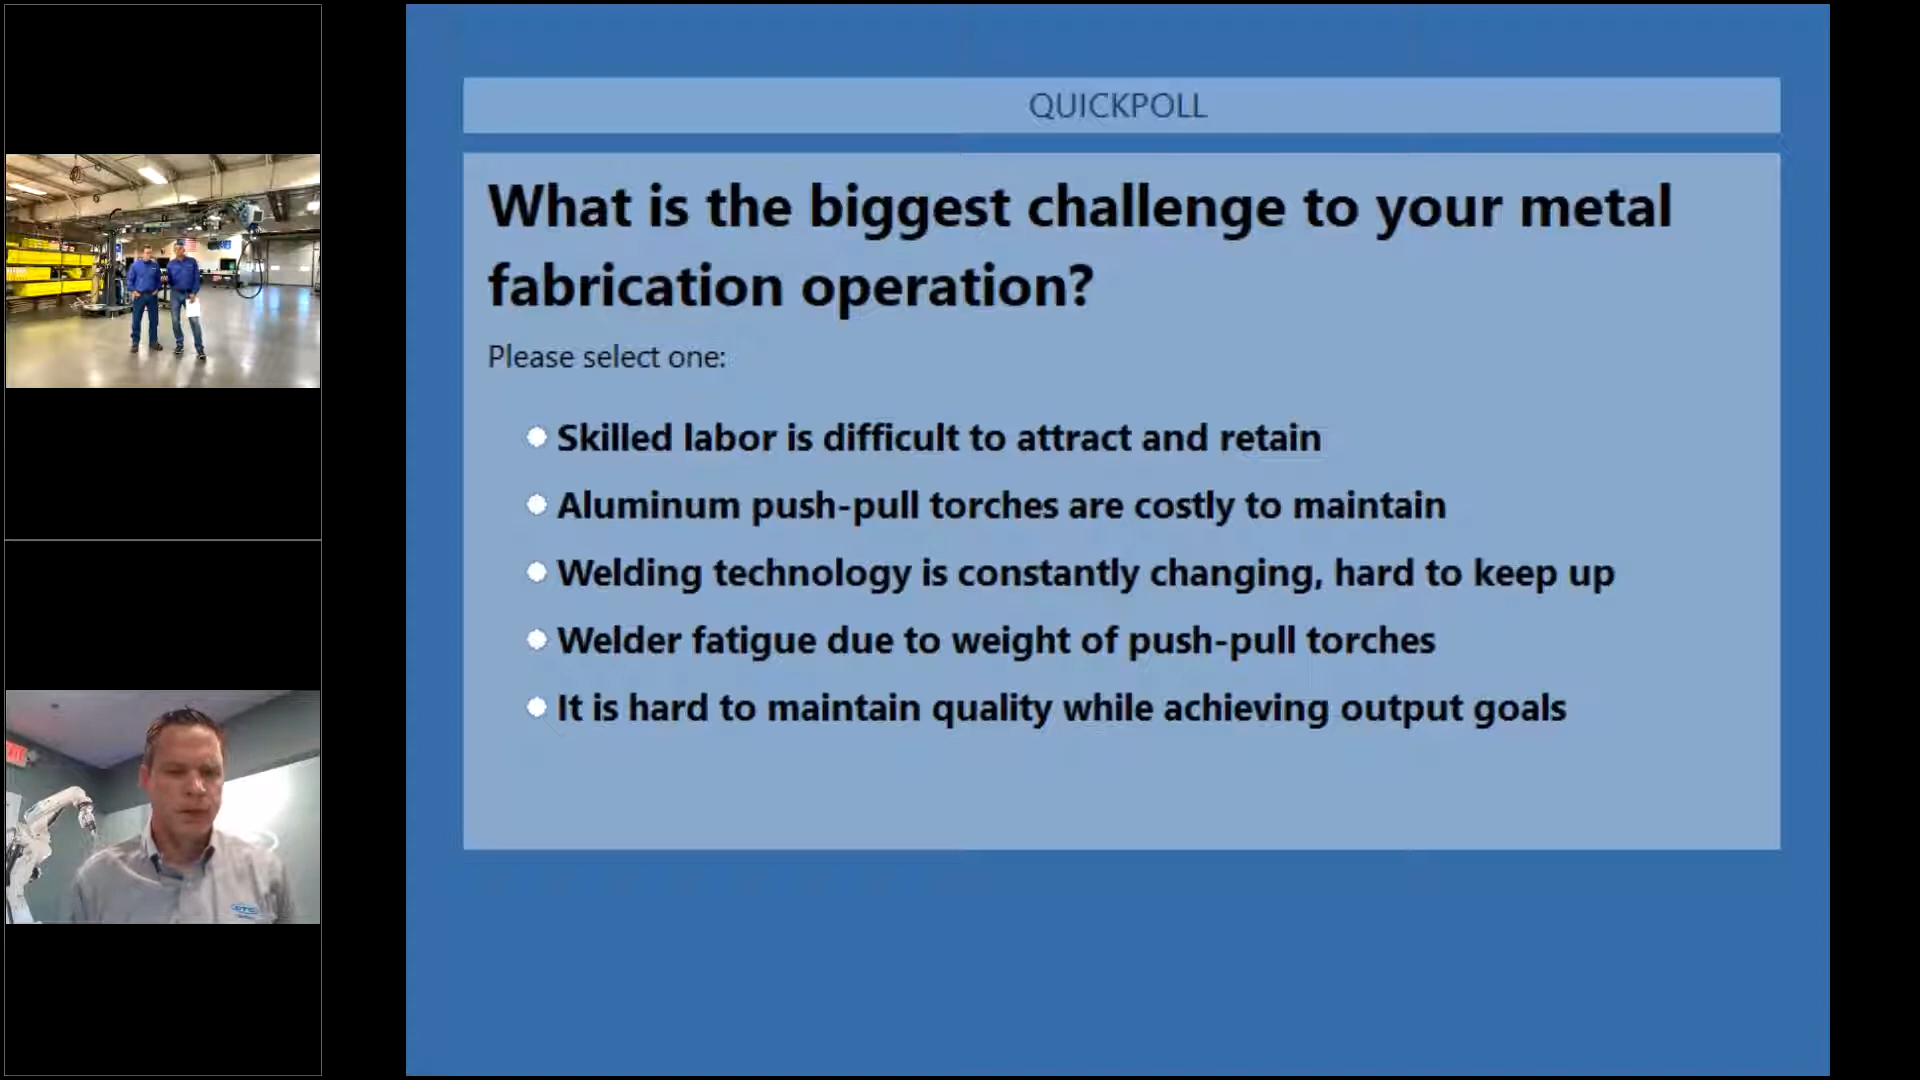 QUICKPOLL
What is the biggest challenge to your metal
fabrication operation?
Please select one:
Skilled labor is difficult to attract and retain
Aluminum push-pull torches are costly to maintain
Welding technology is constantly changing, hard to keep up
Welder fatigue due to weight of push-pull torches
It is hard to maintain quality while achieving output goals